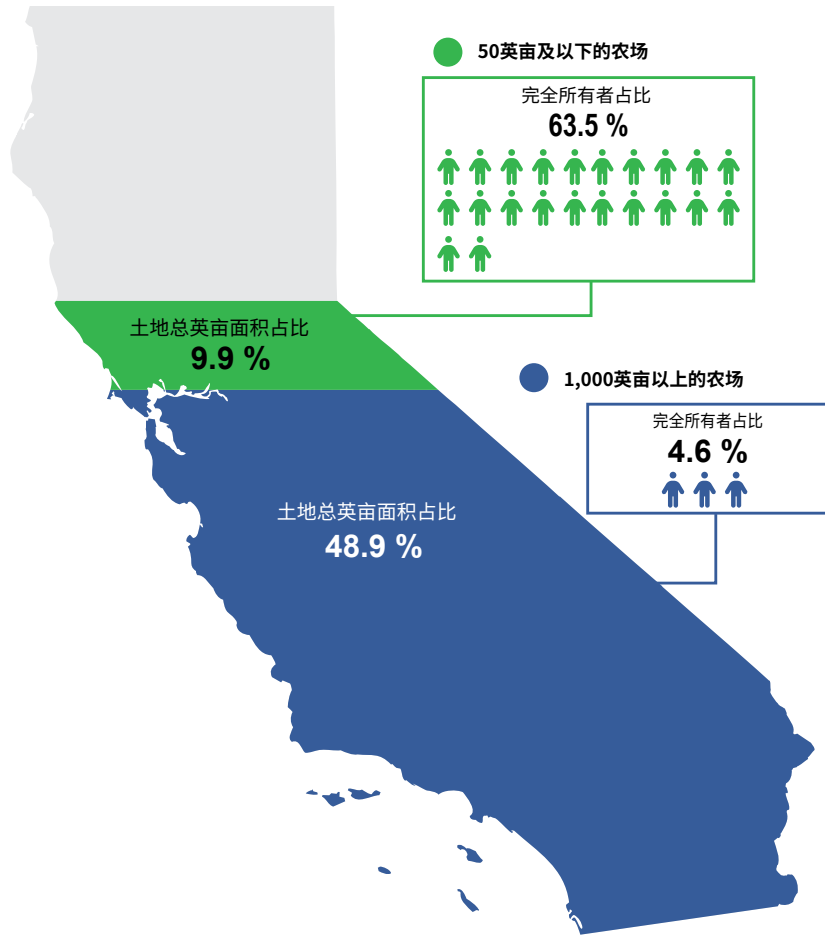 50英亩及以下的农场
完全所有者占比
63.5 %
土地总英亩面积占比
9.9 %
1,000英亩以上的农场
完全所有者占比
4.6 %
土地总英亩面积占比
48.9 %